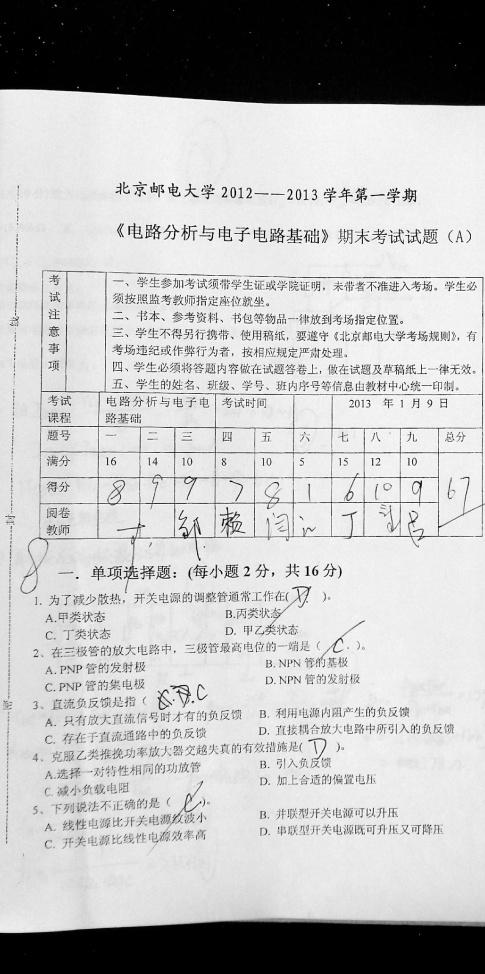 北京邮电大学 2012——2013 学年第一学期
《电路分析与电子电路基础》期末考试试题（A）
考试注意事项
一、学生参加考试须带学生证或学院证明，未带者不准进入考场。学生必
须按照监考教师指定座位就坐。
二、书本、参考资料、书包等物品一律放到考场指定位置。
三、学生不得另行携带、使用稿纸，要遵守《北京邮电大学考场规则》，有
考场违纪或作弊行为者，按相应规定严肃处理。
四、学生必须将答题内容做在试题答卷上，做在试题及草稿纸上一律无效。
五、学生的姓名、班级、学号、班内序号等信息由教材中心统一印制。
考试课程 电路分析与电子电路基础 考试时间 2013 年 1 月 9 日
题号 一 二 三 四 五 六 七 八 九 总分
满分 16 14 10 8 10 5 15 12 10
得分 8 9 9 7 8 1 6 10 9 67
阅卷教师 邹 赖 闫 丁 吕
8
一．单项选择题：(每小题 2 分，共 16 分)
1. 为了减少散热，开关电源的调整管通常工作在( D )。
A.甲类状态 B.丙类状态
C. 丁类状态 D. 甲乙类状态
2、在三极管的放大电路中，三极管最高电位的一端是（ C ）。
A. PNP 管的发射极 B. NPN 管的基极
C. PNP 管的集电极 D. NPN 管的发射极
3、直流负反馈是指（ C
A. 只有放大直流信号时才有的负反馈 B. 利用电源内阻产生的负反馈
C. 存在于直流通路中的负反馈 D. 直接耦合放大电路中所引入的负反馈
4、克服乙类推挽功率放大器交越失真的有效措施是( D )。
A.选择一对特性相同的功放管 B. 引入负反馈
C. 减小负载电阻 D. 加上合适的偏置电压
5、下列说法不正确的是（ C ）。
A. 线性电源比开关电源纹波小 B. 并联型开关电源可以升压
C. 开关电源比线性电源效率高 D. 串联型开关电源既可升压又可降压